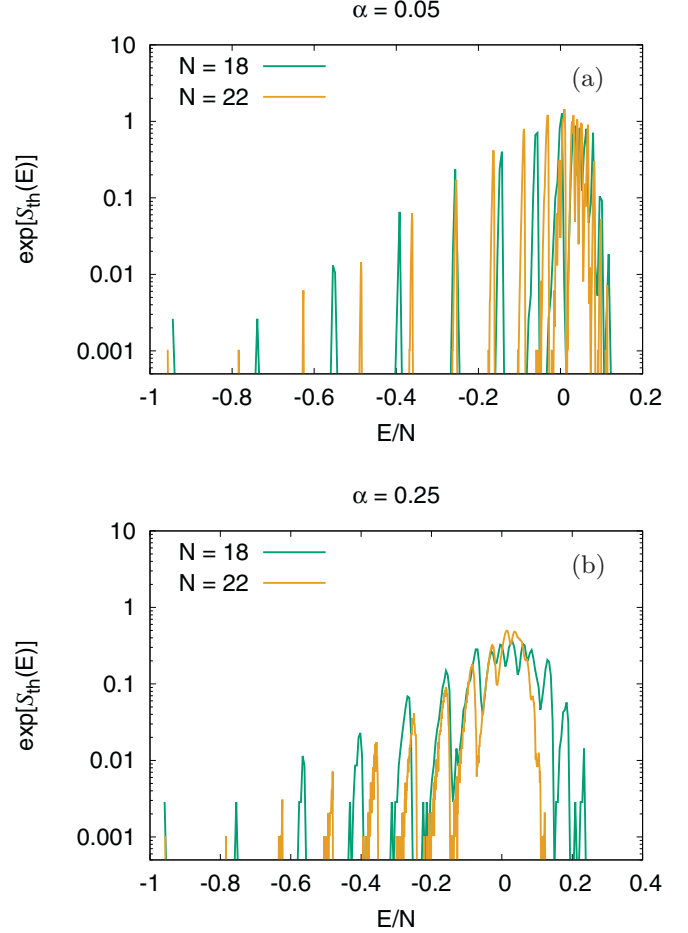 α = 0.05
10
1
0.1
0.01
0.001
exp[S_th(E)]
N = 18
N = 22
(a)
-1 -0.8 -0.6 -0.4 -0.2 0 0.2
E/N
α = 0.25
10
1
0.1
0.01
0.001
exp[S_th(E)]
N = 18
N = 22
(b)
-1 -0.8 -0.6 -0.4 -0.2 0 0.2 0.4
E/N